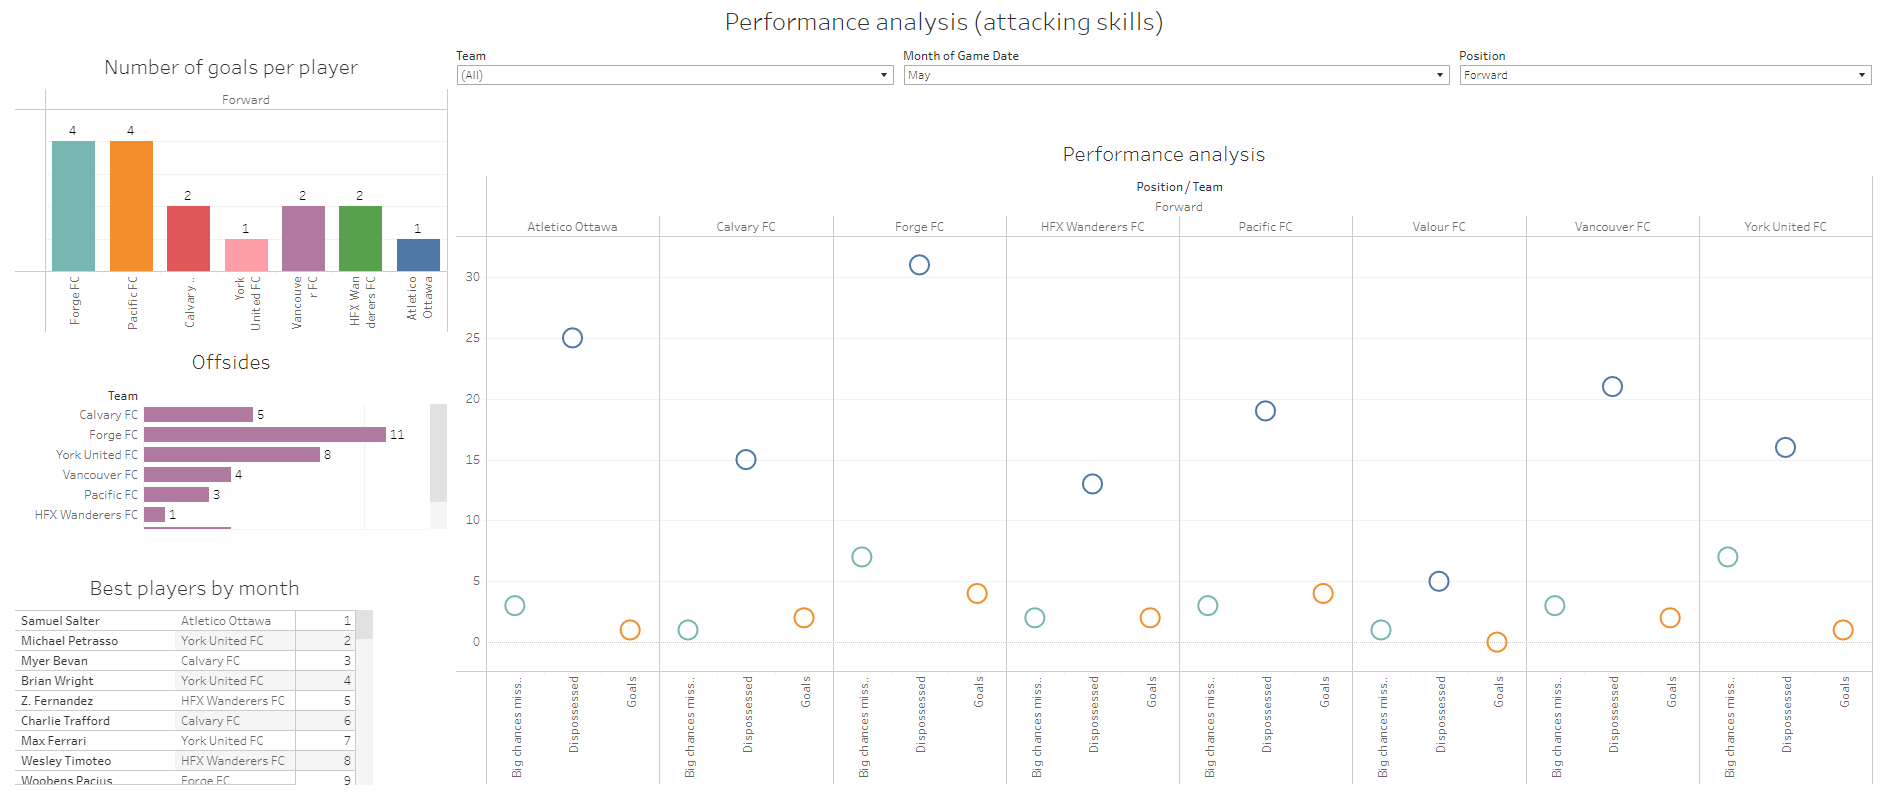 Performance analysis (attacking skills)
Team
(All)
Month of Game Date
May
Position
Forward
Number of goals per player
Forward
4
4
2
1
2
2
1
Forge FC
Pacific FC
Calvary ..
York
United FC
Vancouve
r FC
HFX Wan
derers FC
Atletico
Ottawa
Offsides
Team
Calvary FC 5
Forge FC 11
York United FC 8
Vancouver FC 4
Pacific FC 3
HFX Wanderers FC 1
Best players by month
Samuel Salter Atletico Ottawa 1
Michael Petrasso York United FC 2
Myer Bevan Calvary FC 3
Brian Wright York United FC 4
Z. Fernandez HFX Wanderers FC 5
Charlie Trafford Calvary FC 6
Max Ferrari York United FC 7
Wesley Timoteo HFX Wanderers FC 8
Woobens Pacius Forge FC 9
Performance analysis
Position / Team
Forward
Atletico Ottawa Calvary FC Forge FC HFX Wanderers FC Pacific FC Valour FC Vancouver FC York United FC
30
25
20
15
10
5
0
Big chances miss..
Dispossessed
Goals
Big chances miss..
Dispossessed
Goals
Big chances miss..
Dispossessed
Goals
Big chances miss..
Dispossessed
Goals
Big chances miss..
Dispossessed
Goals
Big chances miss..
Dispossessed
Goals
Big chances miss..
Dispossessed
Goals
Big chances miss..
Dispossessed
Goals